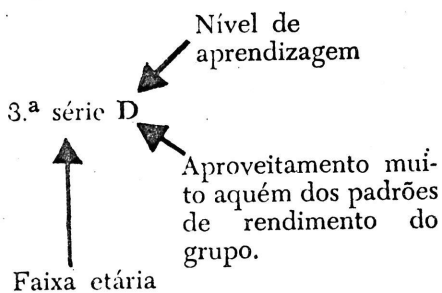 Nível de
aprendizagem
3.ª série D
Aproveitamento mui-
to aquém dos padrões
de rendimento do
grupo.
Faixa etária